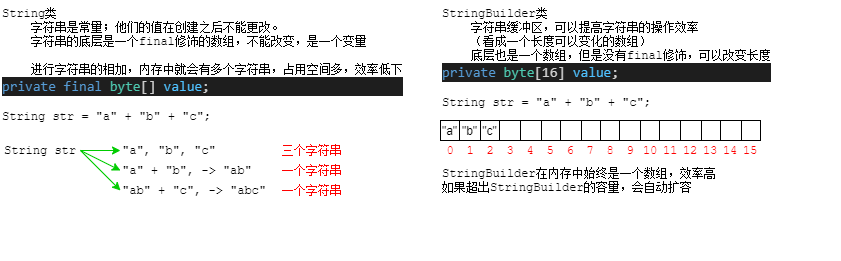 String类
字符串是常量；他们的值在创建之后不能更改。
字符串的底层是一个final修饰的数组，不能改变，是一个变量
进行字符串的相加，内存中就会有多个字符串，占用空间多，效率低下
private final byte[] value;
String str = "a" + "b" + "c";
String str
"a", "b", "c" 三个字符串
"a" + "b", -> "ab" 一个字符串
"ab" + "c", -> "abc" 一个字符串
StringBuilder类
字符串缓冲区，可以提高字符串的操作效率
（看成一个长度可以变化的数组）
底层也是一个数组，但是没有final修饰，可以改变长度
private byte[16] value;
String str = "a" + "b" + "c";
"a" "b" "c"
0 1 2 3 4 5 6 7 8 9 10 11 12 13 14 15
StringBuilder在内存中始终是一个数组，效率高
如果超出StringBuilder的容量，会自动扩容